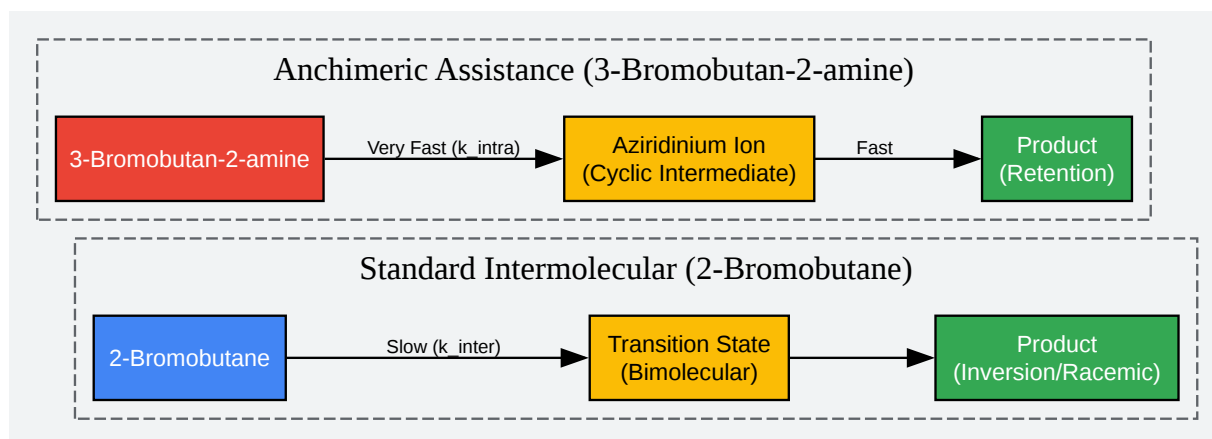 Anchimeric Assistance (3-Bromobutan-2-amine)
3-Bromobutan-2-amine
Very Fast (k_intra)
Aziridinium Ion
(Cyclic Intermediate)
Fast
Product
(Retention)
Standard Intermolecular (2-Bromobutane)
2-Bromobutane
Slow (k_inter)
Transition State
(Bimolecular)
Product
(Inversion/Racemic)